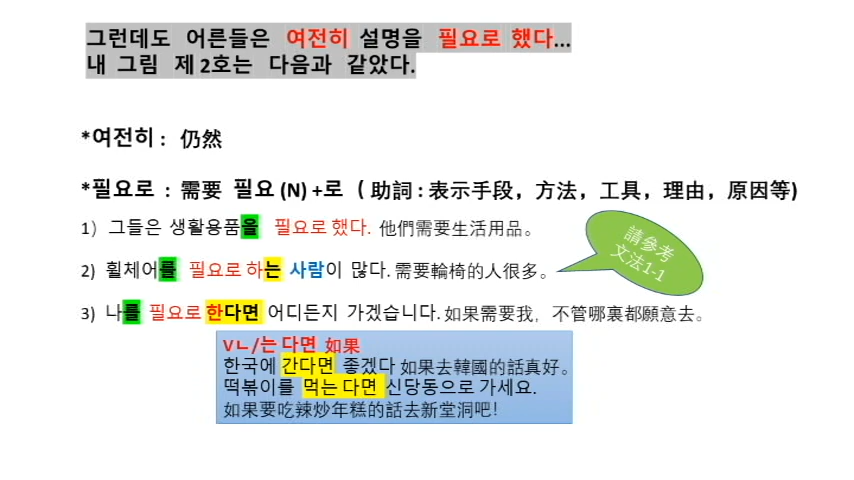 그런데도 어른들은 여전히 설명을 필요로 했다...
내 그림 제 2호는 다음과 같았다.
*여전히 : 仍然
*필요로 : 需要 필요 (N) +로 ( 助詞 : 表示手段，方法，工具，理由，原因等)
1) 그들은 생활용품을 필요로 했다. 他們需要生活用品。
2) 휠체어를 필요로 하는 사람이 많다. 需要輪椅的人很多。
3) 나를 필요로 한다면 어디든지 가겠습니다. 如果需要我，不管哪裏都願意去。
請參考
文法1-1
Vㄴ/는 다면 如果
한국에 간다면 좋겠다 如果去韓國的話真好。
떡볶이를 먹는 다면 신당동으로 가세요.
如果要吃辣炒年糕的話去新堂洞吧!